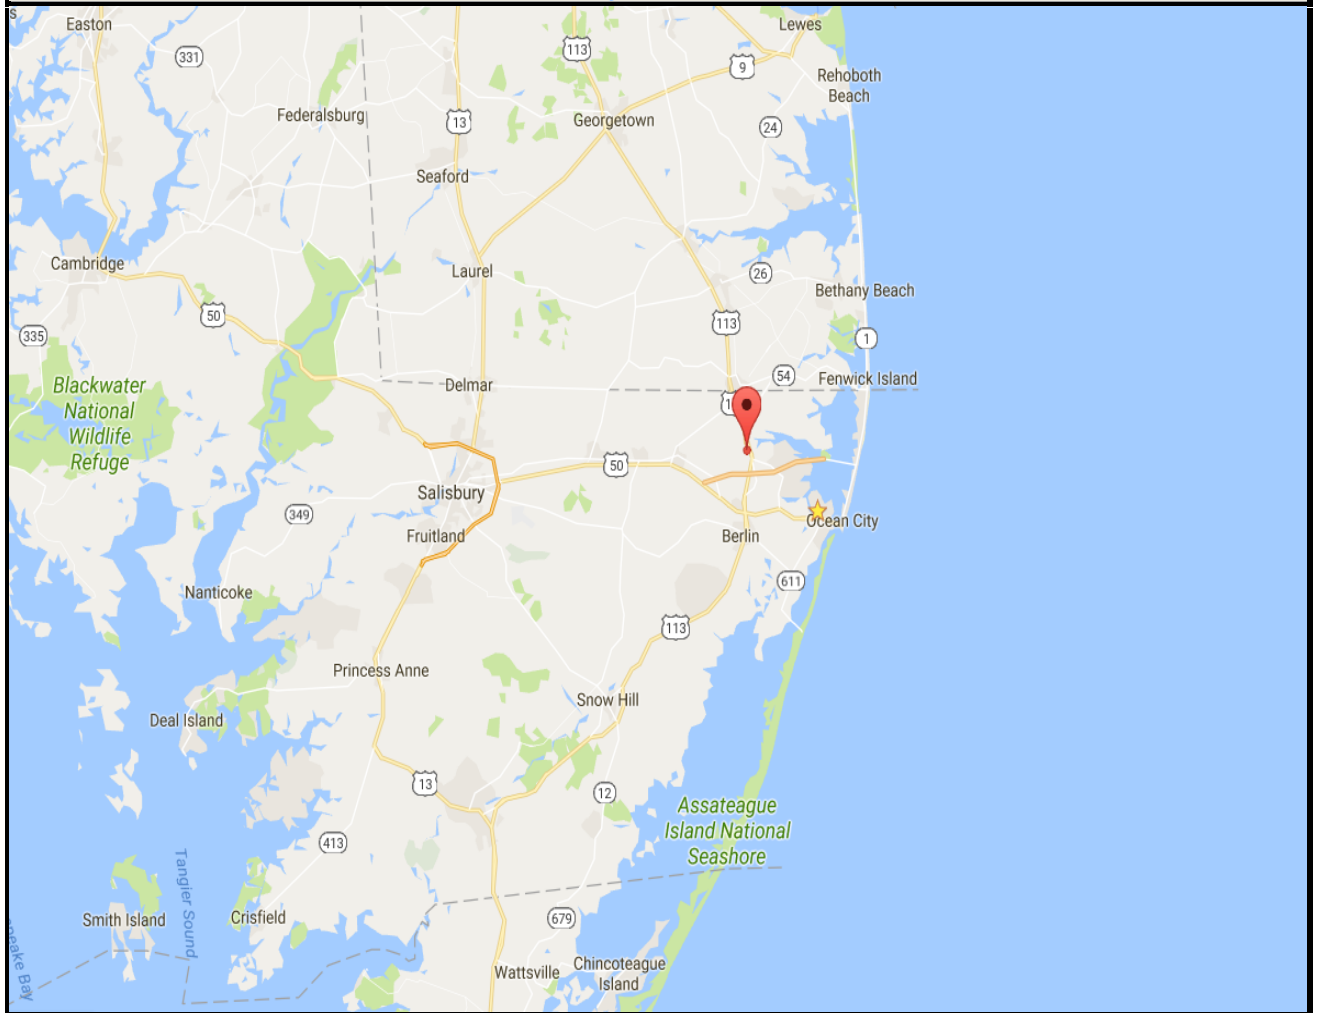 s
Easton
Lewes
331
113
9
Rehoboth
Beach
Federalsburg
13
Georgetown
24
Seaford
Cambridge
Laurel
26
Bethany Beach
50
113
335
1
Blackwater
National
Wildlife
Refuge
Delmar
54
Fenwick Island
50
Salisbury
349
Ocean City
Fruitland
Berlin
611
Nanticoke
113
Princess Anne
Snow Hill
Deal Island
13
12
Assateague
Island National
Seashore
413
Tangier Sound
Smith Island
Crisfield
679
peake Bay
Wattsville
Chincoteague
Island